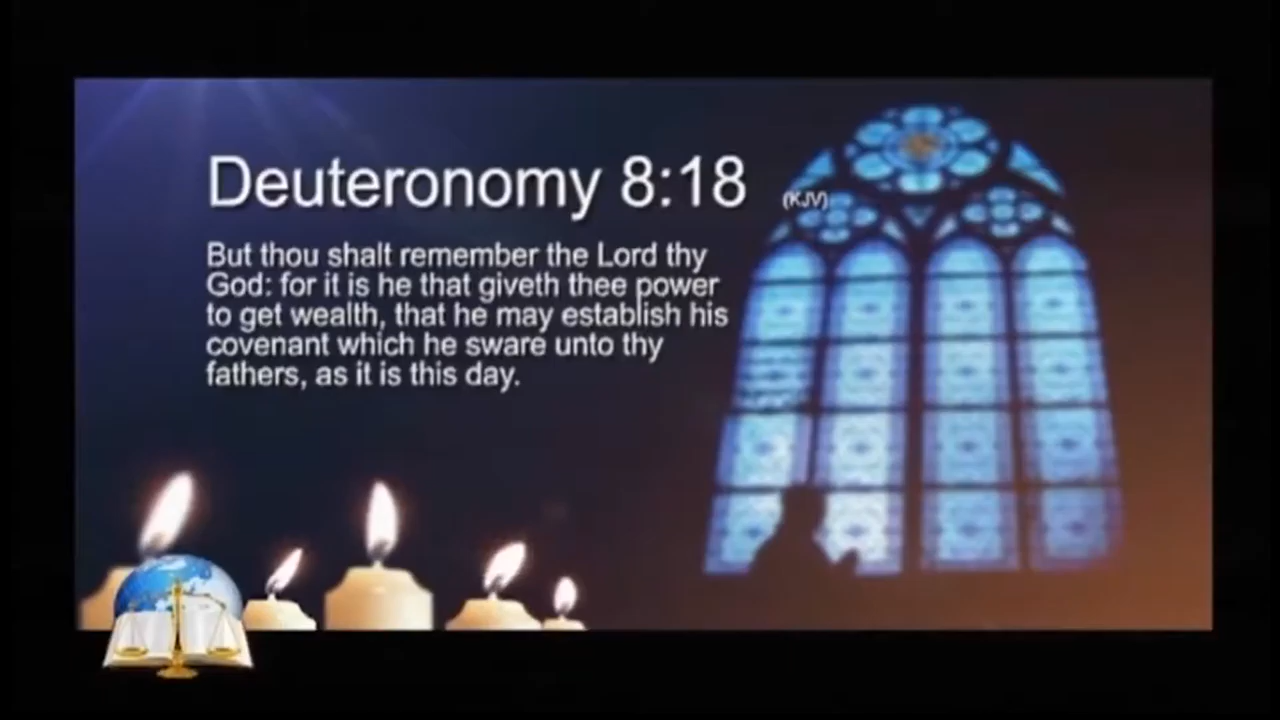 Deuteronomy 8:18 (KJV)
But thou shalt remember the Lord thy
God: for it is he that giveth thee power
to get wealth, that he may establish his
covenant which he sware unto thy
fathers, as it is this day.